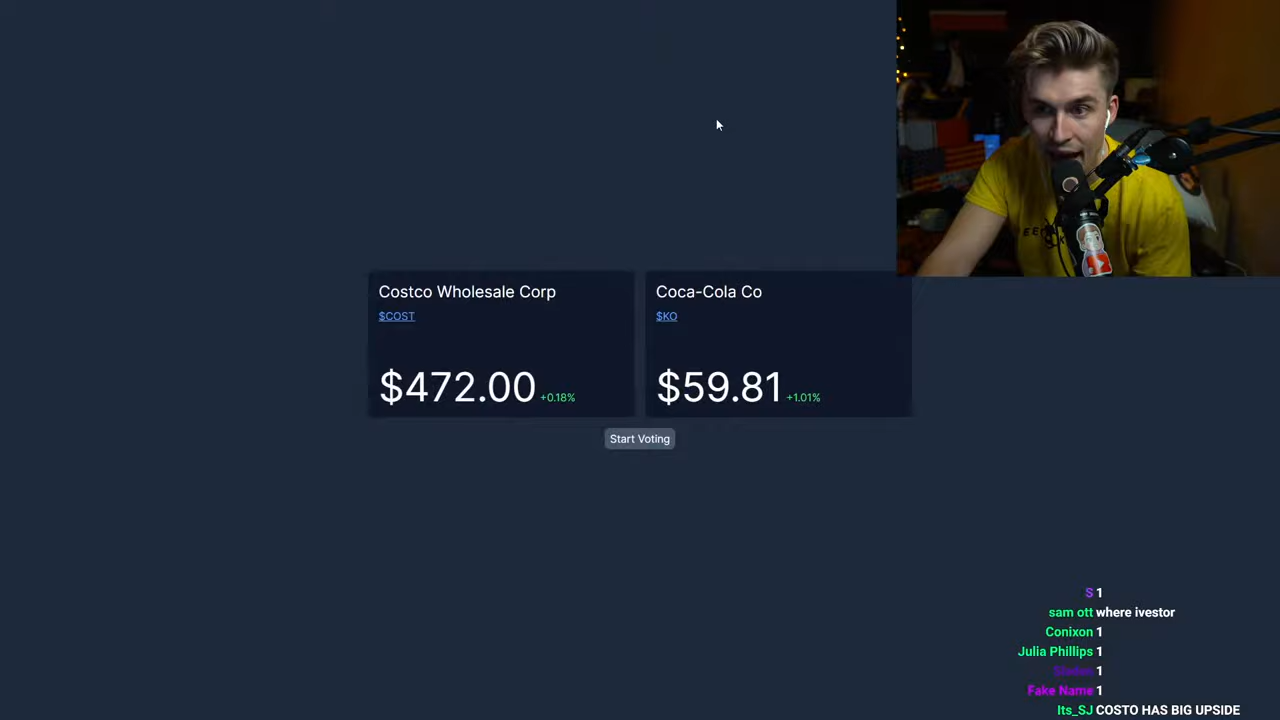 Costco Wholesale Corp
$COST
$472.00 +0.18%
Coca-Cola Co
$KO
$59.81 +1.01%
Start Voting
S 1
sam ott where ivestor
Conixon 1
Julia Phillips 1
1
Fake Name 1
Its_SJ COSTO HAS BIG UPSIDE